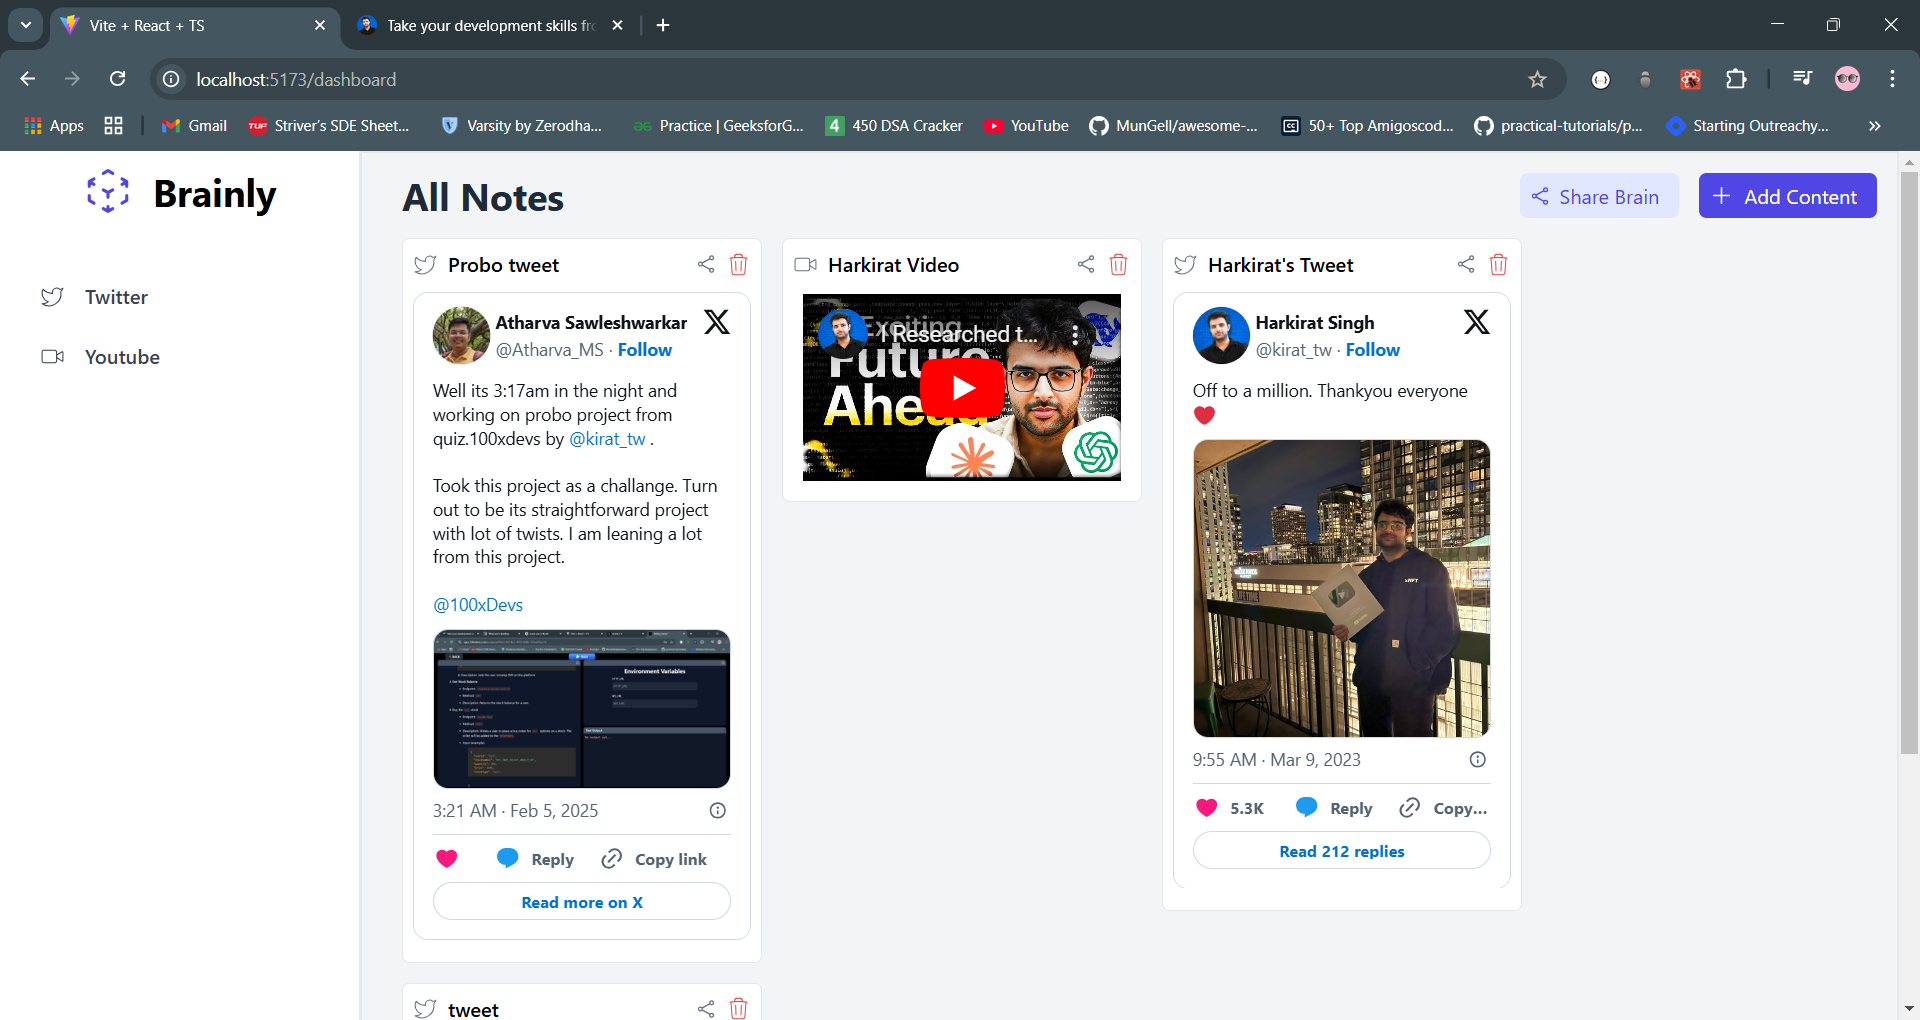 Vite + React + TS
Take your development skills fr
localhost:5173/dashboard
Apps
Gmail
TUF
Striver's SDE Sheet...
Varsity by Zerodha...
Practice | GeeksforG...
4
450 DSA Cracker
YouTube
MunGell/awesome-...
CC
50+ Top Amigoscod...
practical-tutorials/p...
Starting Outreachy...
Brainly
Twitter
Youtube
All Notes
Share Brain
Add Content
Probo tweet
Atharva Sawleshwarkar
@Atharva_MS · Follow
Well its 3:17am in the night and
working on probo project from
quiz.100xdevs by @kirat_tw .
Took this project as a challange. Turn
out to be its straightforward project
with lot of twists. I am leaning a lot
from this project.
@100xDevs
Environment Variables
3:21 AM · Feb 5, 2025
Reply
Copy link
Read more on X
Harkirat Video
I Researched t...
Exciting
Future
Ahead
Harkirat's Tweet
Harkirat Singh
@kirat_tw · Follow
Off to a million. Thankyou everyone
9:55 AM · Mar 9, 2023
5.3K
Reply
Copy...
Read 212 replies
tweet